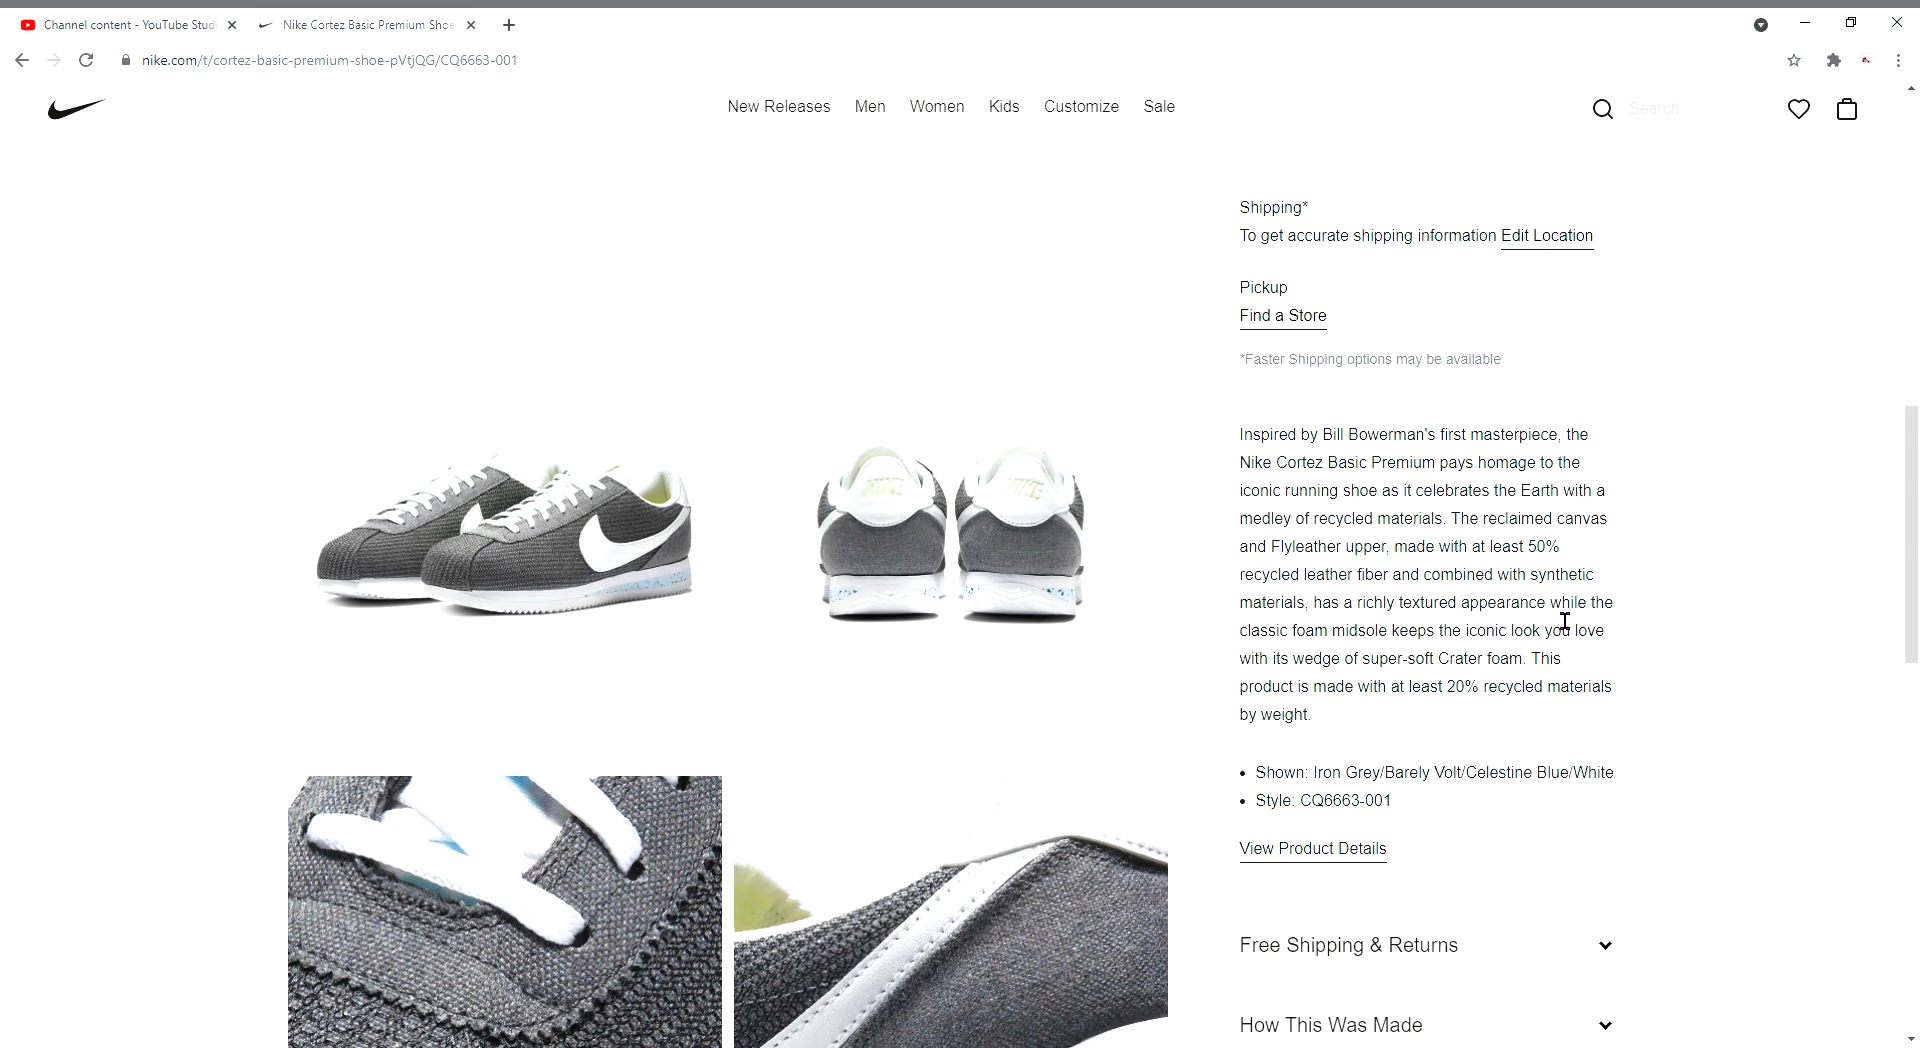 Channel content - YouTube Stud
Nike Cortez Basic Premium Shoe
nike.com/t/cortez-basic-premium-shoe-pVtjQG/CQ6663-001
New Releases Men Women Kids Customize Sale
Search
Shipping*
To get accurate shipping information Edit Location
Pickup
Find a Store
*Faster Shipping options may be available
Inspired by Bill Bowerman's first masterpiece, the
Nike Cortez Basic Premium pays homage to the
iconic running shoe as it celebrates the Earth with a
medley of recycled materials. The reclaimed canvas
and Flyleather upper, made with at least 50%
recycled leather fiber and combined with synthetic
materials, has a richly textured appearance while the
classic foam midsole keeps the iconic look you love
with its wedge of super-soft Crater foam. This
product is made with at least 20% recycled materials
by weight.
NIKE NIKE
Shown: Iron Grey/Barely Volt/Celestine Blue/White
Style: CQ6663-001
View Product Details
Free Shipping & Returns
How This Was Made